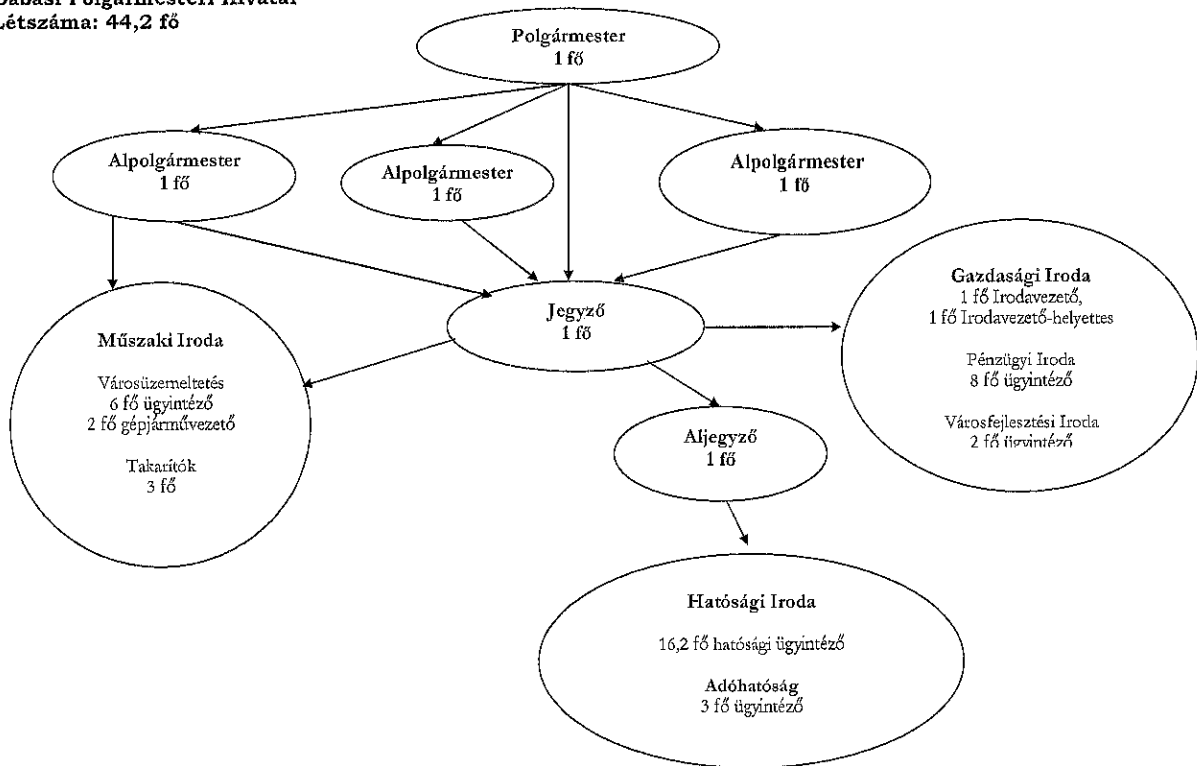 Létszáma: 44,2 fő
Polgármester
1 fő
Alpolgármester
1 fő
Alpolgármester
1 fő
Alpolgármester
1 fő
Jegyző
1 fő
Gazdasági Iroda
1 fő Irodavezető,
1 fő Irodavezető-helyettes
Pénzügyi Iroda
8 fő ügyintéző
Városfejlesztési Iroda
2 fő ügyintéző
Műszaki Iroda
Városüzemeltetés
6 fő ügyintéző
2 fő gépjárművezető
Takarítók
3 fő
Aljegyző
1 fő
Hatósági Iroda
16,2 fő hatósági ügyintéző
Adóhatóság
3 fő ügyintéző